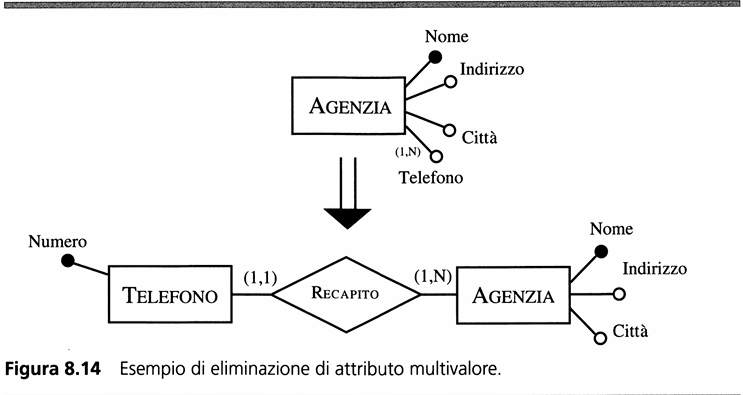 Nome
Indirizzo
AGENZIA
Città
(1,N)
Telefono
Numero
Nome
(1,1)
(1,N)
Indirizzo
TELEFONO
RECAPITO
AGENZIA
Città
Figura 8.14 Esempio di eliminazione di attributo multivalore.